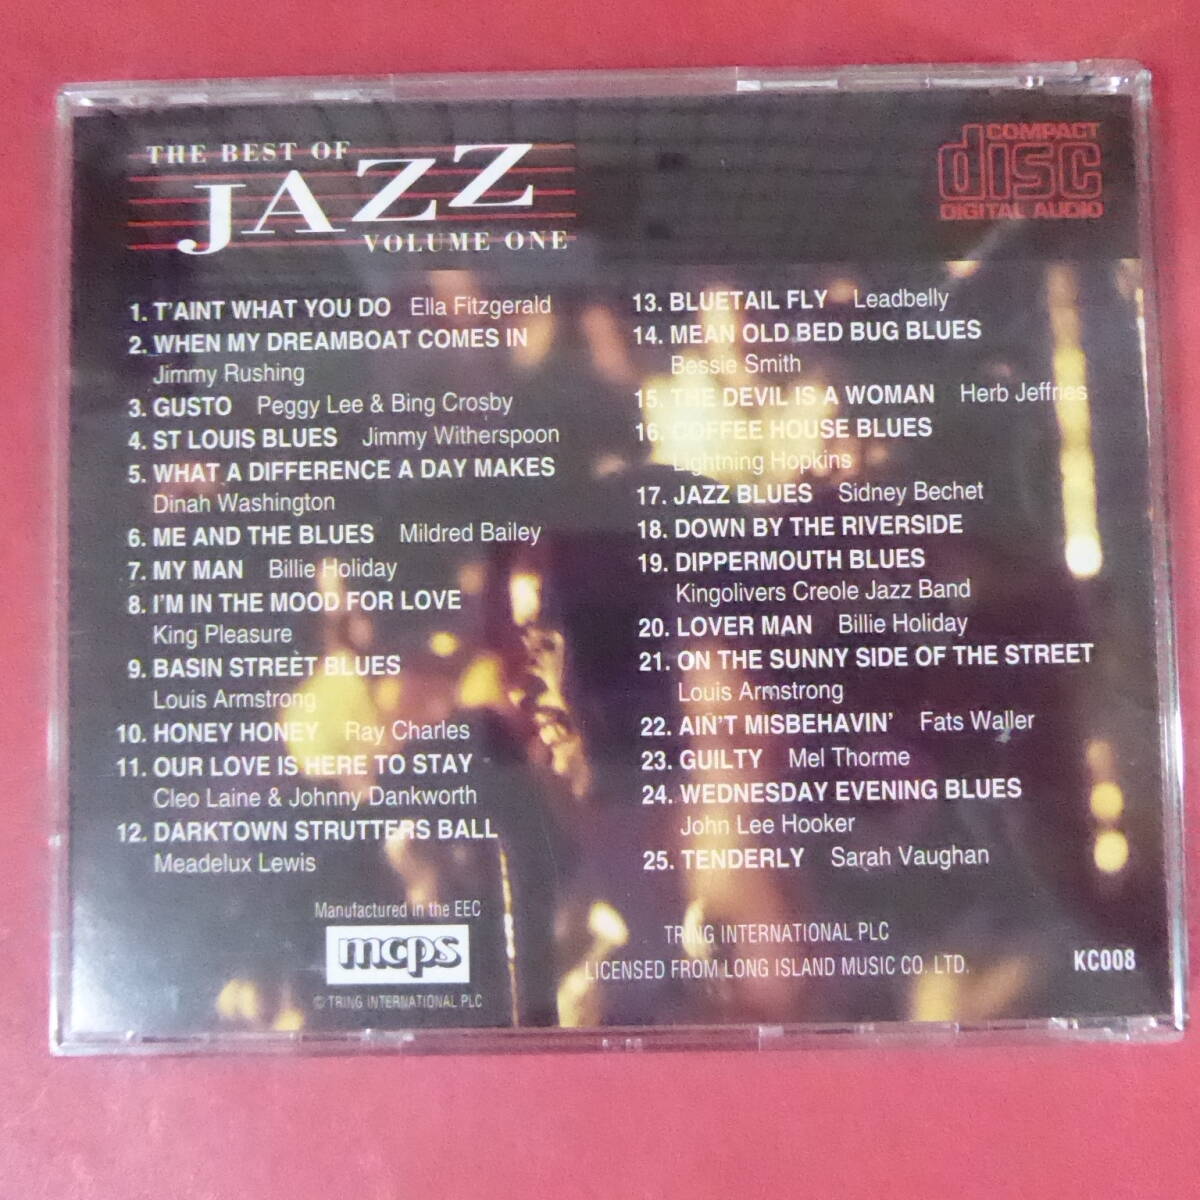 THE BEST OF
JAZZ
VOLUME ONE
COMPACT
disc
DIGITAL AUDIO
1. T'AINT WHAT YOU DO Ella Fitzgerald
2. WHEN MY DREAMBOAT COMES IN
Jimmy Rushing
3. GUSTO Peggy Lee & Bing Crosby
4. ST LOUIS BLUES Jimmy Witherspoon
5. WHAT A DIFFERENCE A DAY MAKES
Dinah Washington
6. ME AND THE BLUES Mildred Bailey
7. MY MAN Billie Holiday
8. I'M IN THE MOOD FOR LOVE
King Pleasure
9. BASIN STREET BLUES
Louis Armstrong
10. HONEY HONEY Ray Charles
11. OUR LOVE IS HERE TO STAY
Cleo Laine & Johnny Dankworth
12. DARKTOWN STRUTTERS BALL
Meadelux Lewis
13. BLUETAIL FLY Leadbelly
14. MEAN OLD BED BUG BLUES
Bessie Smith
15. THE DEVIL IS A WOMAN Herb Jeffries
16. COFFEE HOUSE BLUES
Lightning Hopkins
17. JAZZ BLUES Sidney Bechet
18. DOWN BY THE RIVERSIDE
19. DIPPERMOUTH BLUES
Kingolivers Creole Jazz Band
20. LOVER MAN Billie Holiday
21. ON THE SUNNY SIDE OF THE STREET
Louis Armstrong
22. AIN'T MISBEHAVIN' Fats Waller
23. GUILTY Mel Thorme
24. WEDNESDAY EVENING BLUES
John Lee Hooker
25. TENDERLY Sarah Vaughan
Manufactured in the EEC
mcps
© TRING INTERNATIONAL PLC
TRING INTERNATIONAL PLC
LICENSED FROM LONG ISLAND MUSIC CO. LTD.
KC008